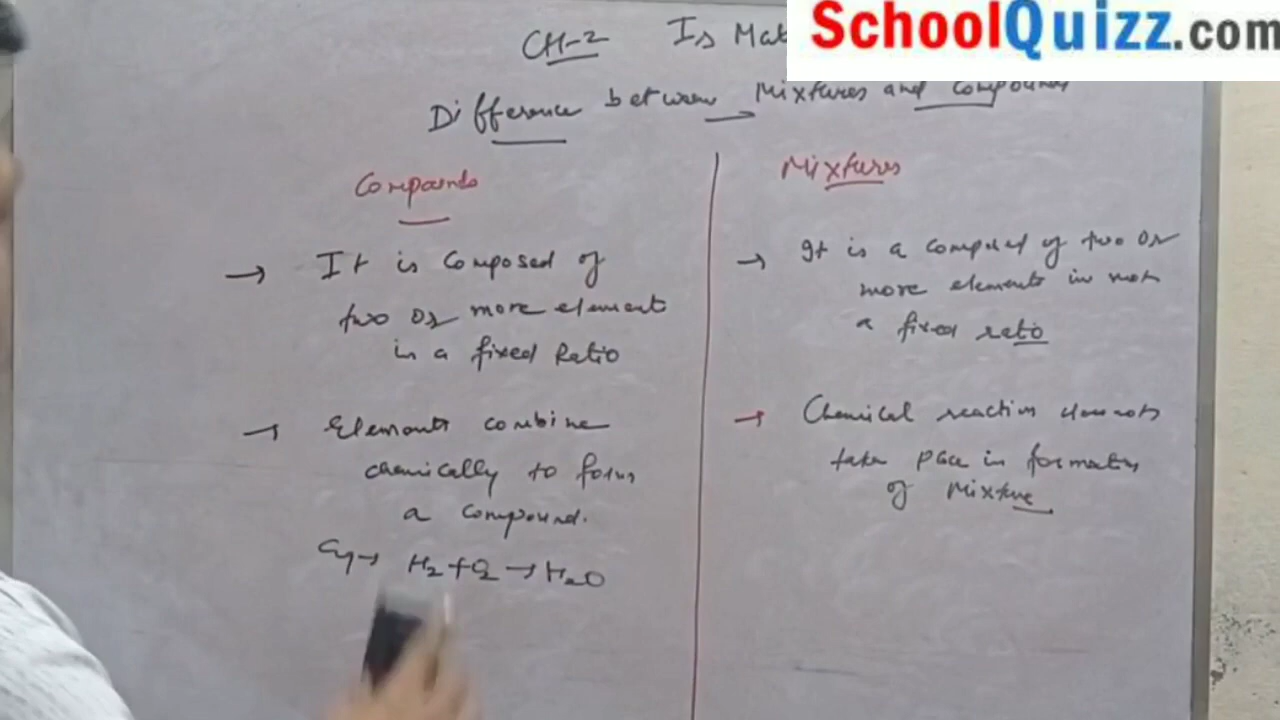 SchoolQuizz.com
CH-2 Is Mat
Difference between Mixtures and Compounds
Compounds
→ It is composed of
two or more element
in a fixed Ratio
→ Elements combine
chemically to form
a compound.
Eg→ H2+O2→H2O
Mixtures
→ It is a composed of two or
more elements in not
a fixed ratio
→ Chemical reaction does not
take place in formation
of Mixture